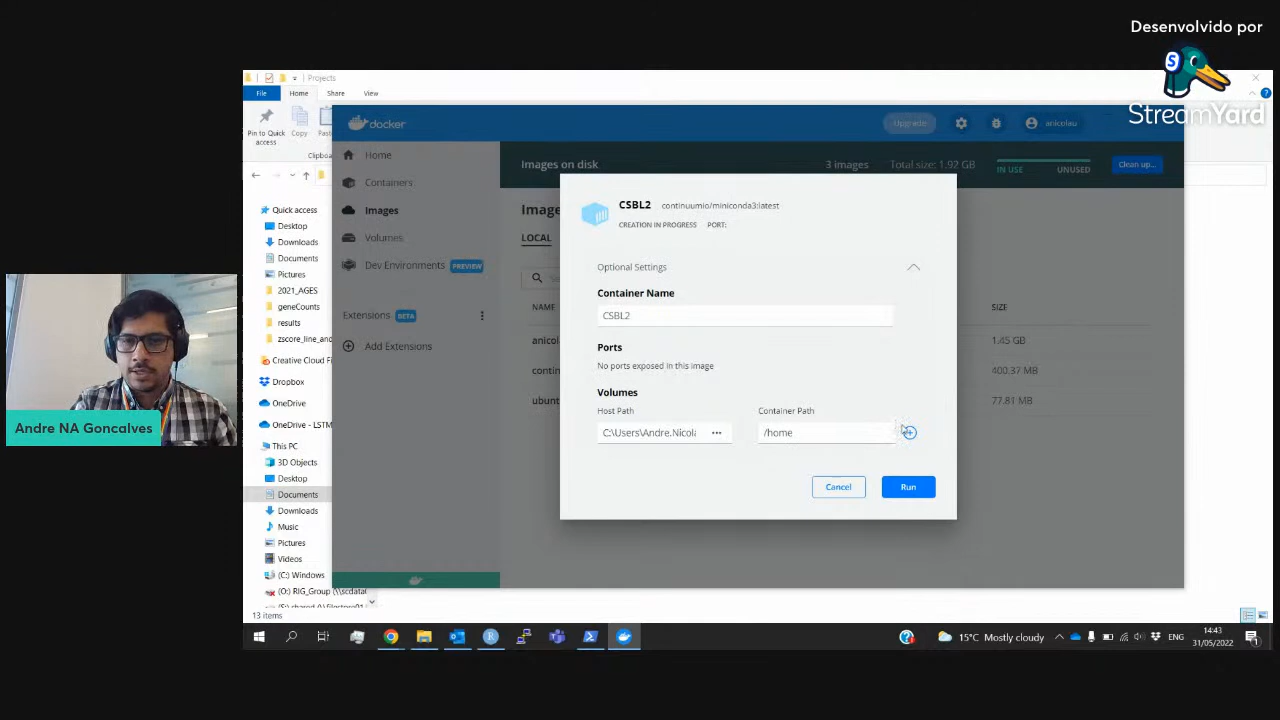 Desenvolvido por
StreamYard
Projects
File
Home
Share
View
Pin to Quick
access
Copy
Clipboa
docker
Upgrade
anicolau
Home
Containers
Images
Volumes
Dev Environments
PREVIEW
Extensions
BETA
Add Extensions
Images on disk
3 images
Total size: 1.92 GB
IN USE
UNUSED
Clean up...
LOCAL
NAME
SIZE
1.45 GB
400.37 MB
77.81 MB
CSBL2
continuumio/miniconda3:latest
CREATION IN PROGRESS
PORT:
Optional Settings
Container Name
CSBL2
Ports
No ports exposed in this image
Volumes
Host Path
Container Path
C:\Users\Andre.Nicola
...
/home
Cancel
Run
Quick access
Desktop
Downloads
Documents
Pictures
2021_AGES
geneCounts
results
zscore_line_and
Creative Cloud Fi
Dropbox
OneDrive
OneDrive - LSTM
This PC
3D Objects
Desktop
Documents
Downloads
Music
Pictures
Videos
(C:) Windows
(O:) RIG_Group (\\scdata
13 items
Andre NA Goncalves
15°C Mostly cloudy
ENG
14:43
31/05/2022